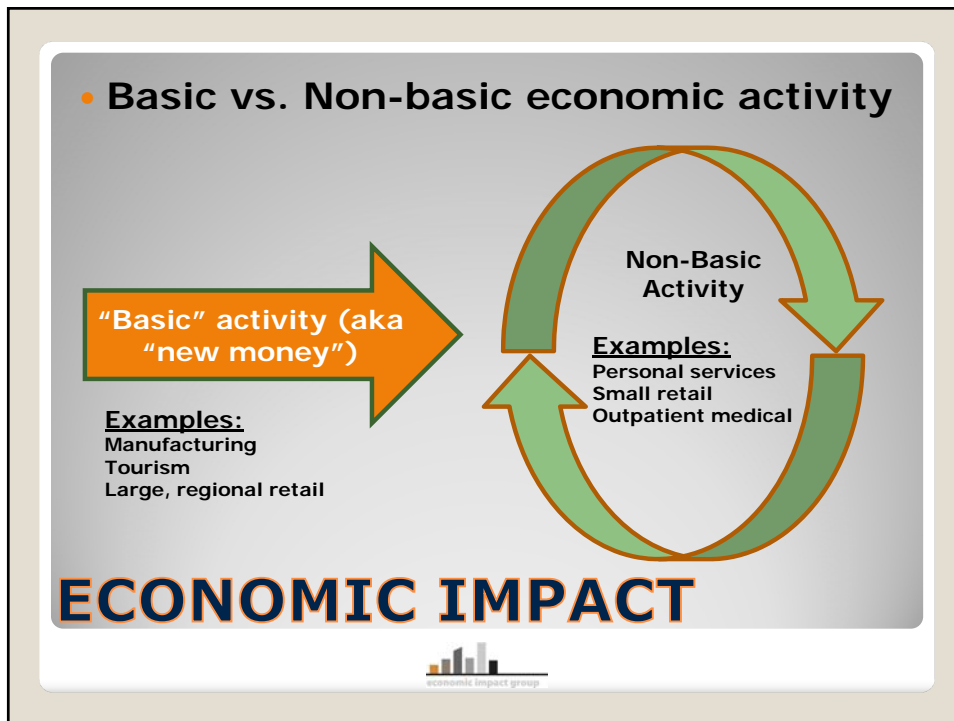 • Basic vs. Non-basic economic activity
“Basic” activity (aka
“new money”)
Examples:
Manufacturing
Tourism
Large, regional retail
Non-Basic
Activity
Examples:
Personal services
Small retail
Outpatient medical
ECONOMIC IMPACT
economic impact group